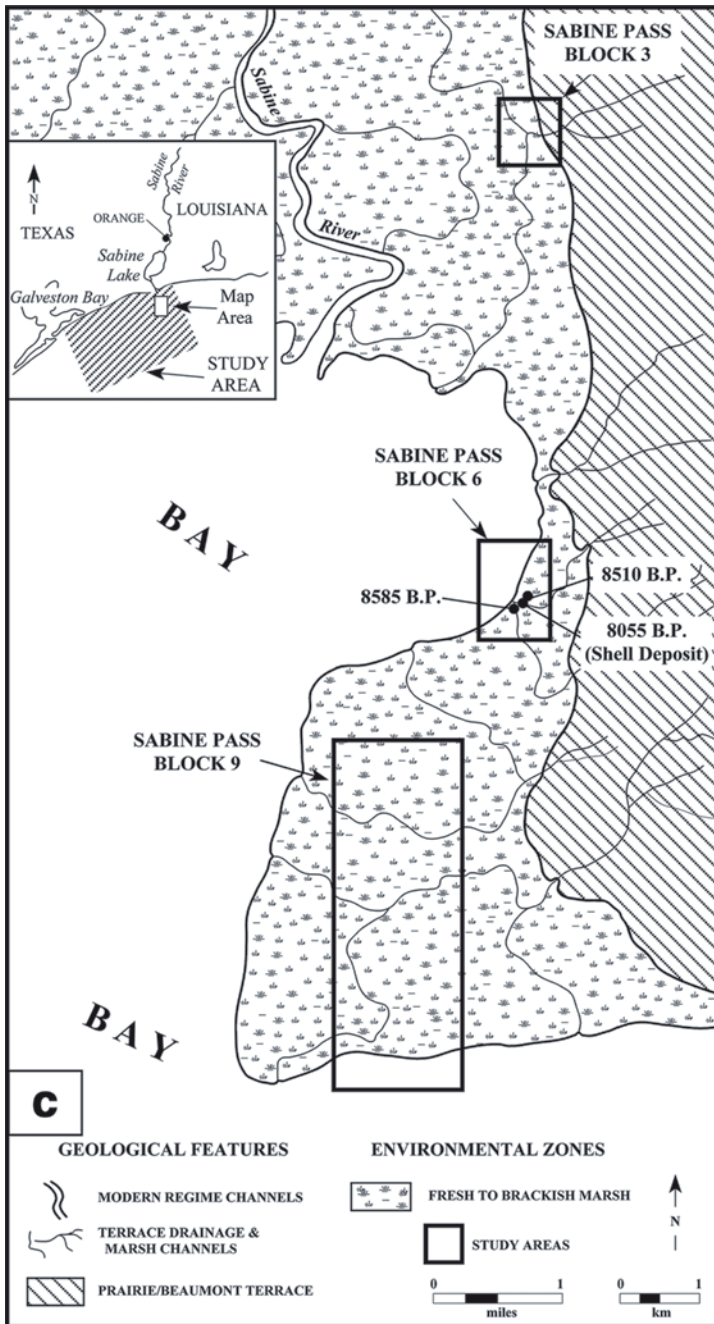 SABINE PASS
BLOCK 3
Sabine
River
N
Sabine
River
LOUISIANA
ORANGE
TEXAS
Sabine
Lake
Galveston Bay
Map
Area
STUDY
AREA
SABINE PASS
BLOCK 6
BAY
8510 B.P.
8585 B.P.
8055 B.P.
(Shell Deposit)
SABINE PASS
BLOCK 9
BAY
C
GEOLOGICAL FEATURES
MODERN REGIME CHANNELS
TERRACE DRAINAGE &
MARSH CHANNELS
PRAIRIE/BEAUMONT TERRACE
ENVIRONMENTAL ZONES
FRESH TO BRACKISH MARSH
STUDY AREAS
N
0 1
miles
0 1
km